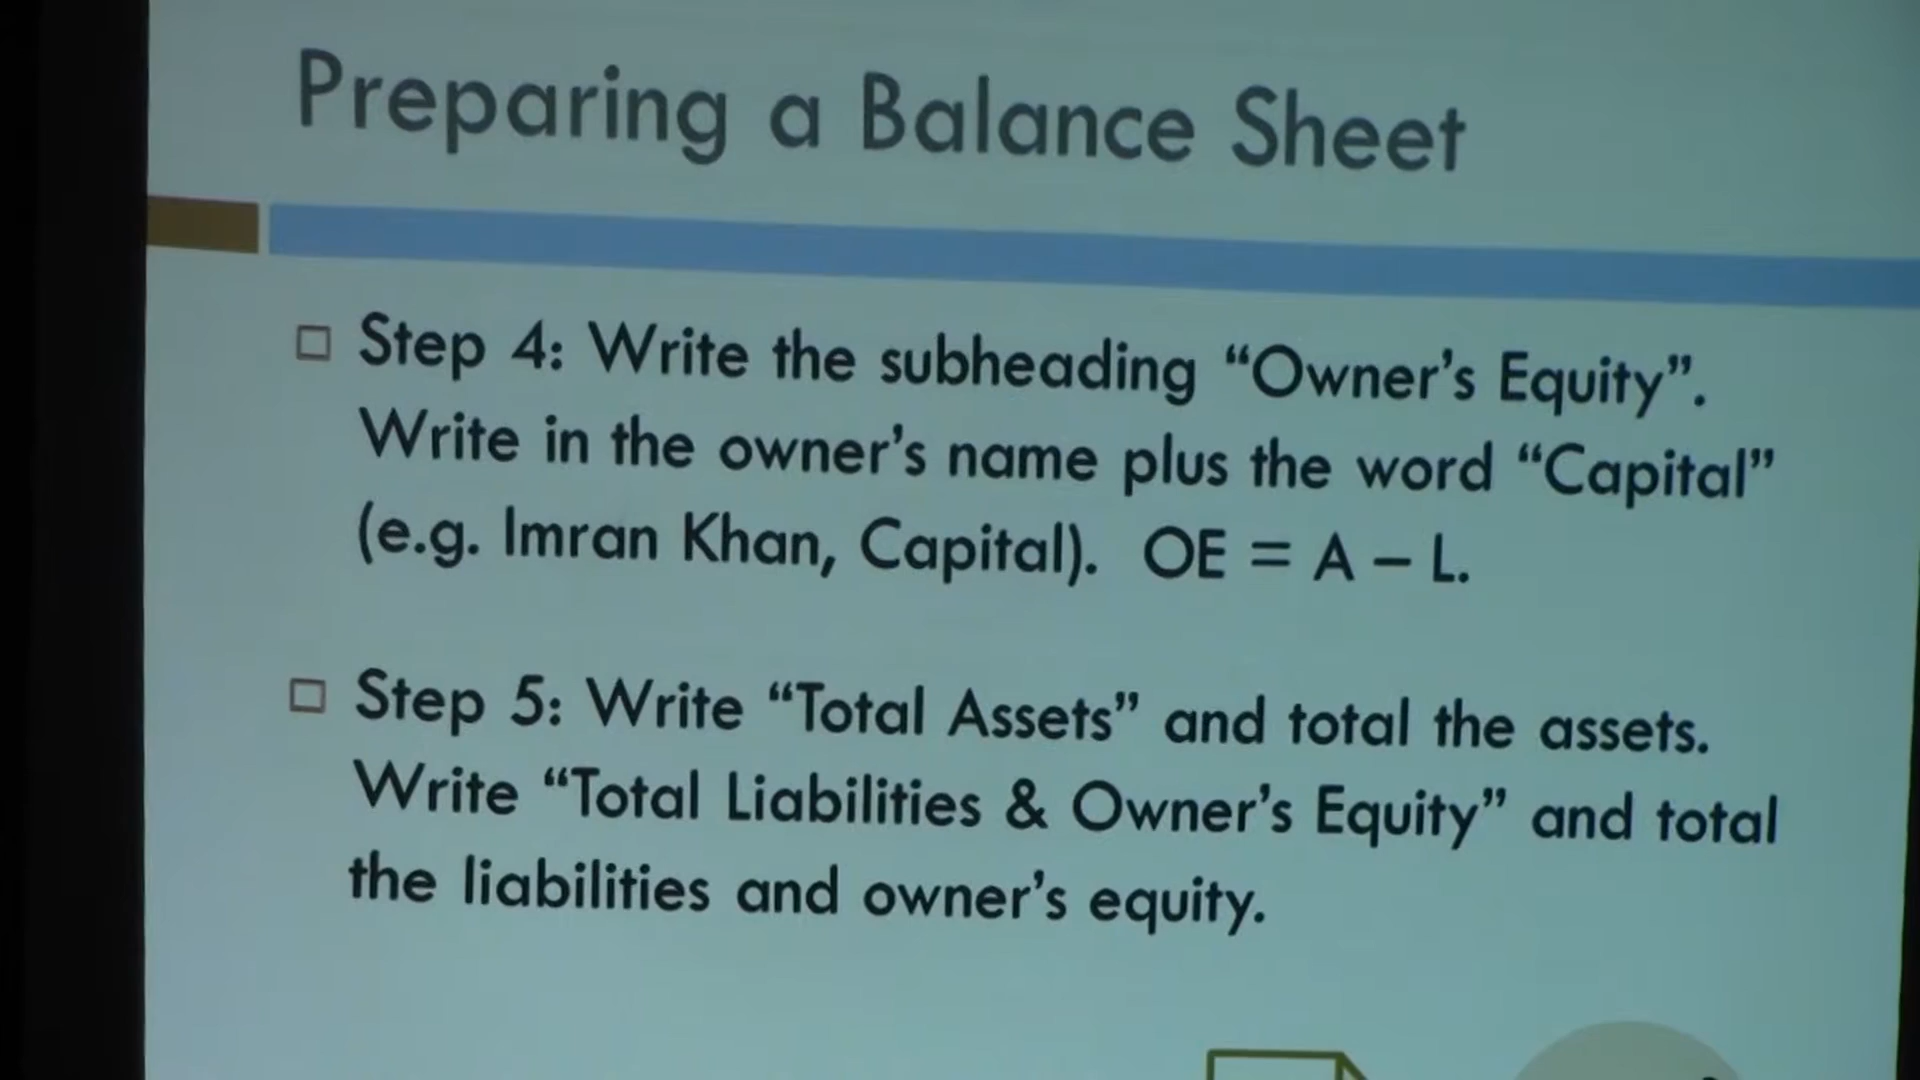 Preparing a Balance Sheet
Step 4: Write the subheading “Owner’s Equity”.
Write in the owner’s name plus the word “Capital”
(e.g. Imran Khan, Capital). OE = A – L.
Step 5: Write “Total Assets” and total the assets.
Write “Total Liabilities & Owner’s Equity” and total
the liabilities and owner’s equity.